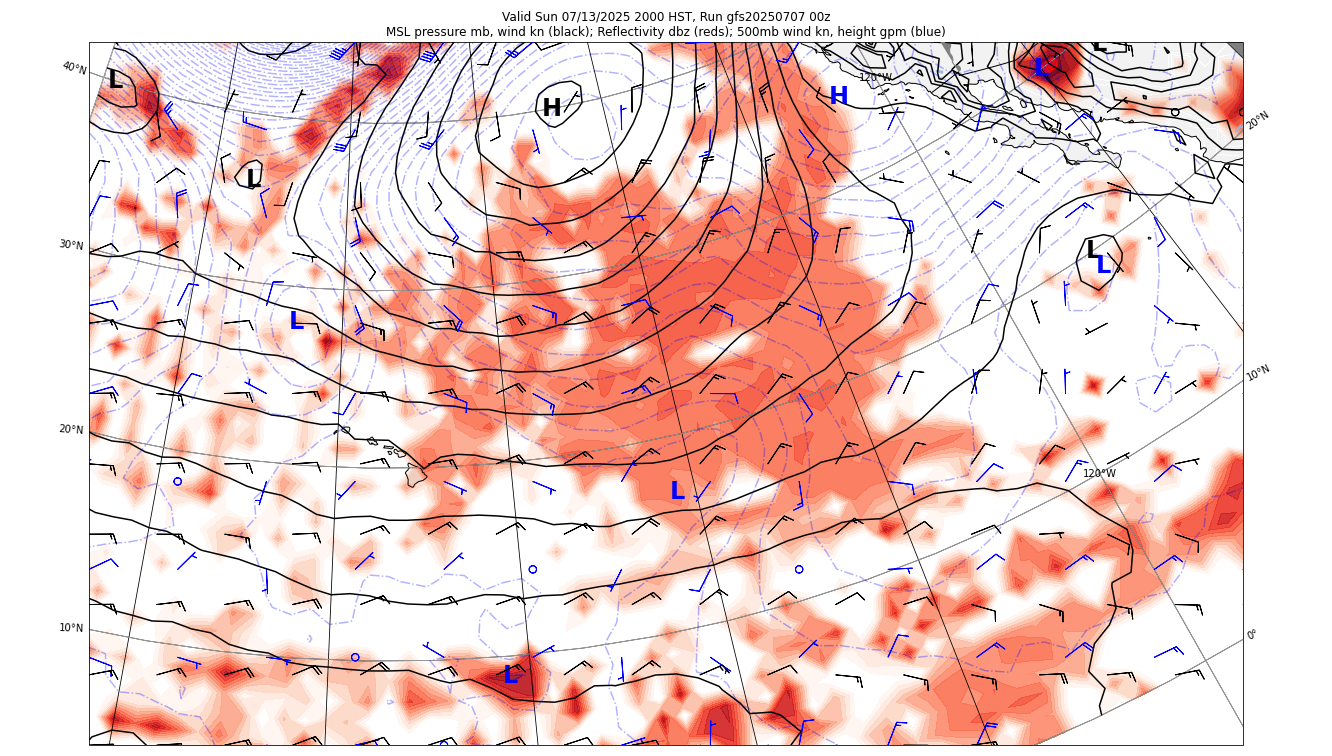 Valid Sun 07/13/2025 2000 HST, Run gfs20250707 00z
MSL pressure mb, wind kn (black); Reflectivity dbz (reds); 500mb wind kn, height gpm (blue)
L
40°N
L
H
120°W
H
L
20°N
L
30°N
L
L
L
10°N
20°N
120°W
L
10°N
0°
L